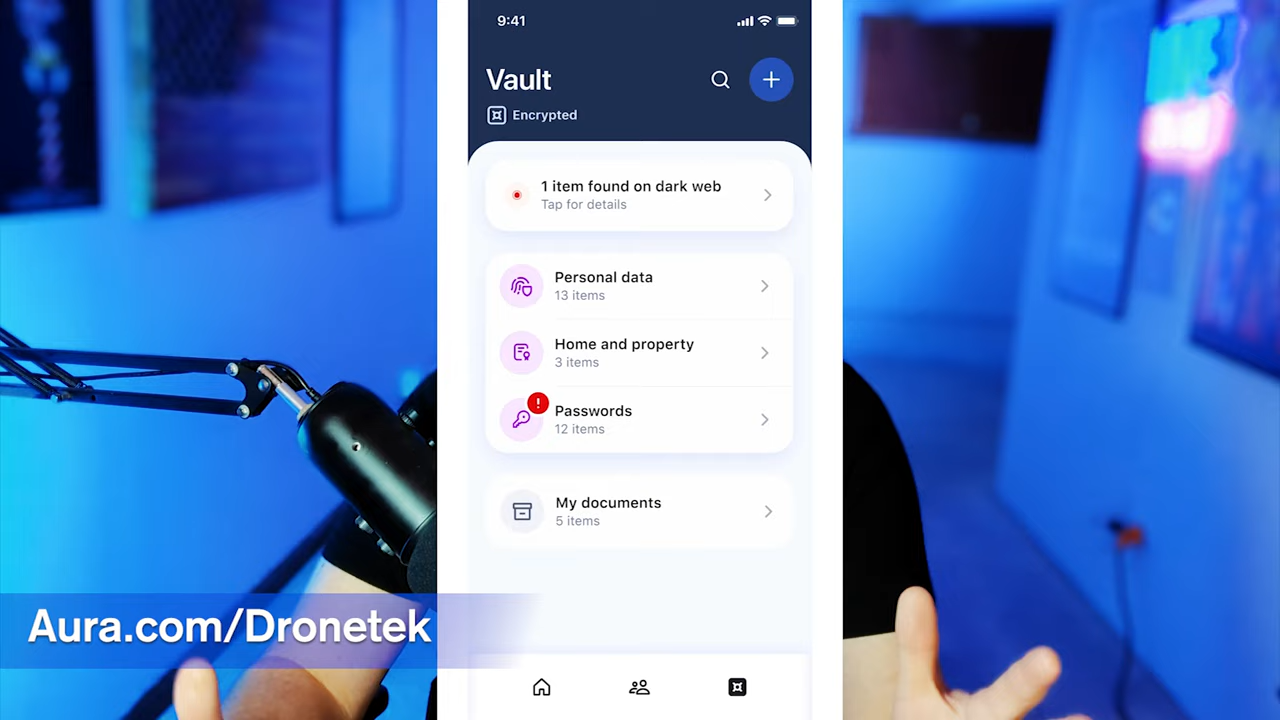 9:41
Vault
Encrypted
1 item found on dark web
Tap for details
Personal data
13 items
Home and property
3 items
!
Passwords
12 items
My documents
5 items
Aura.com/Dronetek